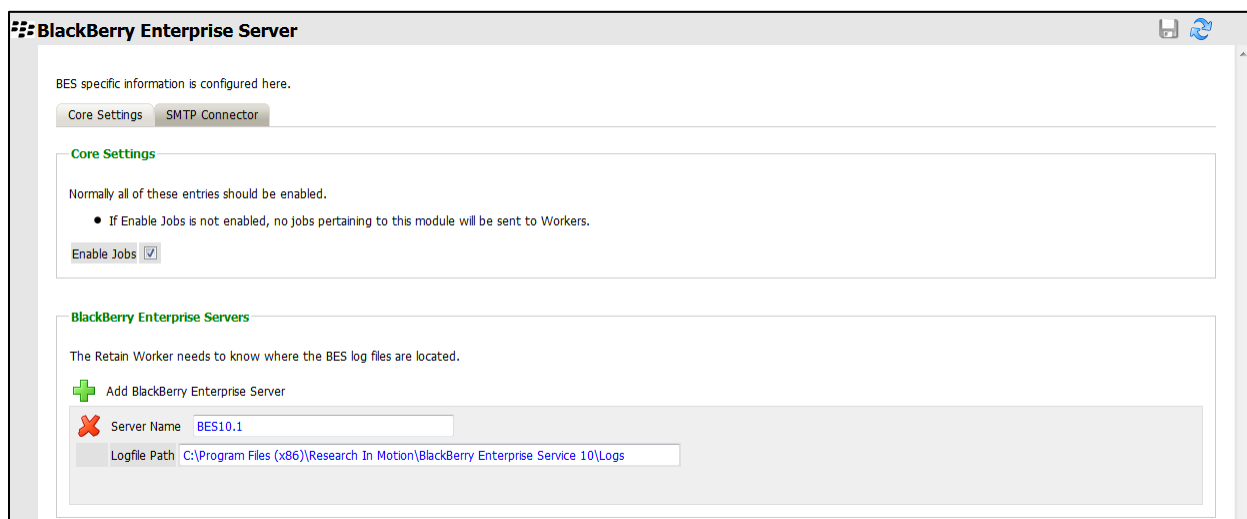 BlackBerry Enterprise Server
BES specific information is configured here.
Core Settings SMTP Connector
Core Settings
Normally all of these entries should be enabled.
• If Enable Jobs is not enabled, no jobs pertaining to this module will be sent to Workers.
Enable Jobs
BlackBerry Enterprise Servers
The Retain Worker needs to know where the BES log files are located.
Add BlackBerry Enterprise Server
Server Name BES10.1
Logfile Path C:\Program Files (x86)\Research In Motion\BlackBerry Enterprise Service 10\Logs